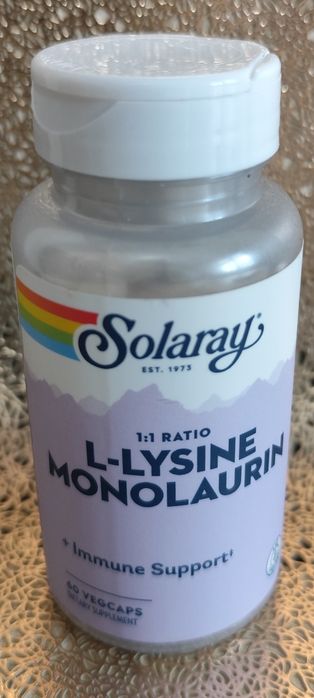 Solaray
EST. 1973
1:1 RATIO
L-LYSINE
MONOLAURIN
+ Immune Support‡
60 VEGCAPS
DIETARY SUPPLEMENT